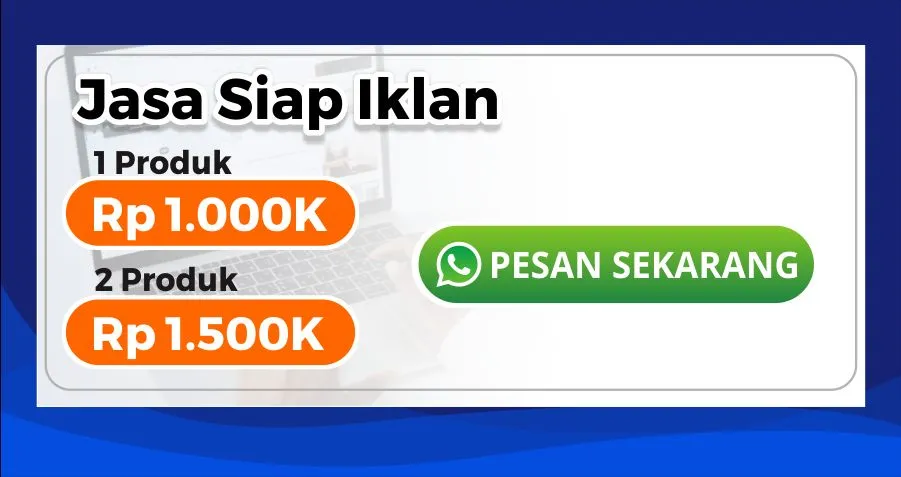 Jasa Siap Iklan
1 Produk
Rp 1.000K
2 Produk
Rp 1.500K
PESAN SEKARANG